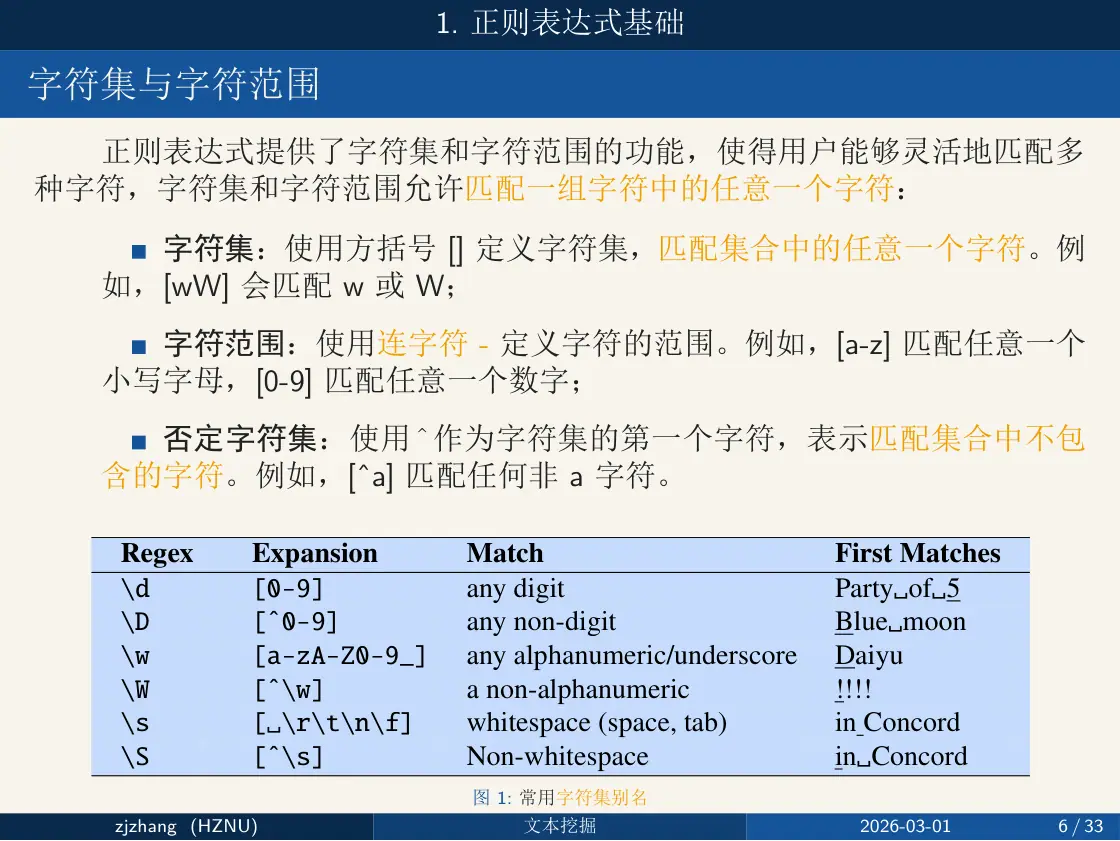 1. 正则表达式基础
字符集与字符范围
正则表达式提供了字符集和字符范围的功能，使得用户能够灵活地匹配多
种字符，字符集和字符范围允许匹配一组字符中的任意一个字符：
■ 字符集：使用方括号 [] 定义字符集，匹配集合中的任意一个字符。例
如，[wW] 会匹配 w 或 W；
■ 字符范围：使用连字符 - 定义字符的范围。例如，[a-z] 匹配任意一个
小写字母，[0-9] 匹配任意一个数字；
■ 否定字符集：使用 ˆ 作为字符集的第一个字符，表示匹配集合中不包
含的字符。例如，[ˆa] 匹配任何非 a 字符。
Regex Expansion Match First Matches
\d [0-9] any digit Party␣of␣5
\D [ˆ0-9] any non-digit Blue␣moon
\w [a-zA-Z0-9_] any alphanumeric/underscore Daiyu
\W [ˆ\w] a non-alphanumeric !!!!
\s [␣\r\t\n\f] whitespace (space, tab) in Concord
\S [ˆ\s] Non-whitespace in␣Concord
图 1: 常用字符集别名
zjzhang (HZNU) 文本挖掘 2026-03-01 6 / 33